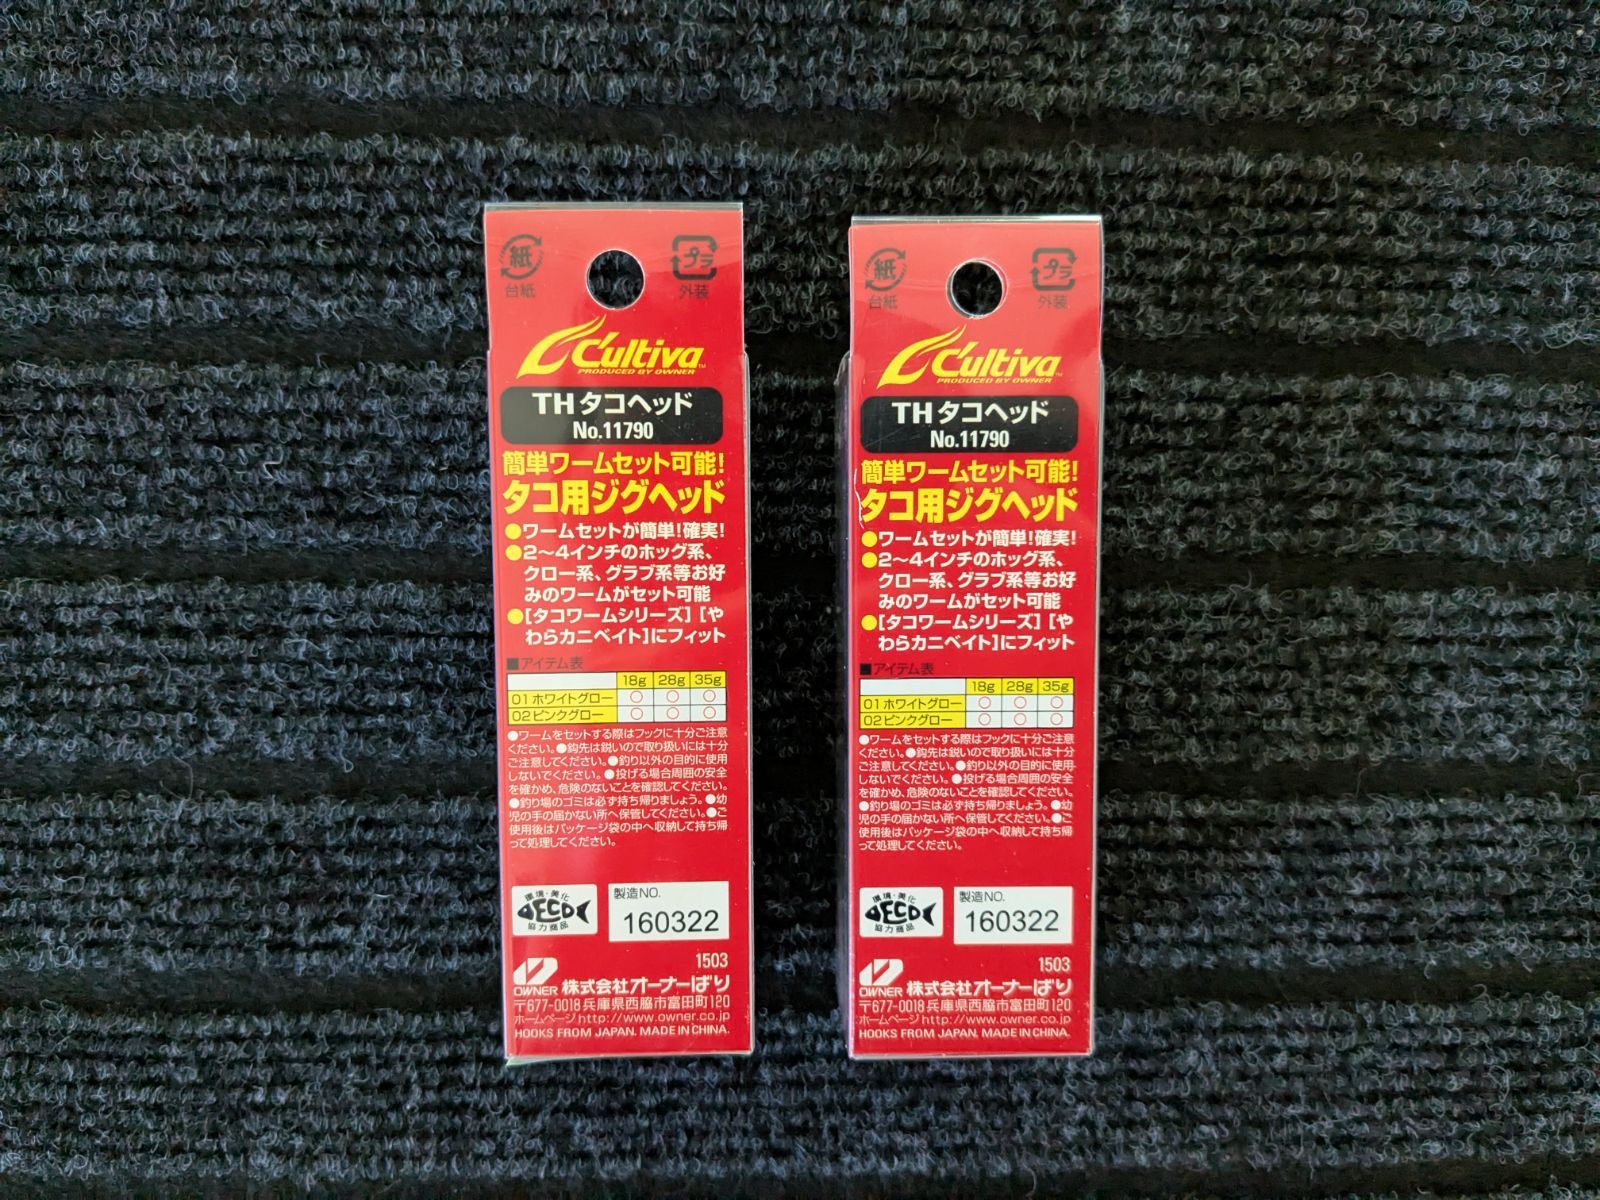 紙
台紙
プラ
外装
C'ultiva™
PRODUCED BY OWNER
THタコヘッド
No.11790
簡単ワームセット可能!
タコ用ジグヘッド
●ワームセットが簡単!確実!
●2〜4インチのホッグ系、
クロー系、グラブ系等お好
みのワームがセット可能
●[タコワームシリーズ] [や
わらカニベイト]にフィット
■アイテム表
18g 28g 35g
01ホワイトグロー ○ ○ ○
02ピンクグロー ○ ○ ○
●ワームをセットする際はフックに十分ご注意
ください。●鈎先は鋭いので取り扱いには十分
ご注意してください。●釣り以外の目的に使用
しないでください。●投げる場合周囲の安全
を確かめ、危険のないことを確認してください。
●釣り場のゴミは必ず持ち帰りましょう。●幼
児の手の届かない所へ保管してください。●ご
使用後はパッケージ袋の中へ収納して持ち帰
って処理してください。
環境・美化
ECO
協力商品
製造NO.
160322
1503
OWNER 株式会社オーナーばり
〒677-0018兵庫県西脇市富田町120
ホームページhttp://www.owner.co.jp
HOOKS FROM JAPAN. MADE IN CHINA.
紙
台紙
プラ
外装
C'ultiva™
PRODUCED BY OWNER
THタコヘッド
No.11790
簡単ワームセット可能!
タコ用ジグヘッド
●ワームセットが簡単!確実!
●2〜4インチのホッグ系、
クロー系、グラブ系等お好
みのワームがセット可能
●[タコワームシリーズ] [や
わらカニベイト]にフィット
■アイテム表
18g 28g 35g
01ホワイトグロー ○ ○ ○
02ピンクグロー ○ ○ ○
●ワームをセットする際はフックに十分ご注意
ください。●鈎先は鋭いので取り扱いには十分
ご注意してください。●釣り以外の目的に使用
しないでください。●投げる場合周囲の安全
を確かめ、危険のないことを確認してください。
●釣り場のゴミは必ず持ち帰りましょう。●幼
児の手の届かない所へ保管してください。●ご
使用後はパッケージ袋の中へ収納して持ち帰
って処理してください。
環境・美化
ECO
協力商品
製造NO.
160322
1503
OWNER 株式会社オーナーばり
〒677-0018兵庫県西脇市富田町120
ホームページhttp://www.owner.co.jp
HOOKS FROM JAPAN. MADE IN CHINA.